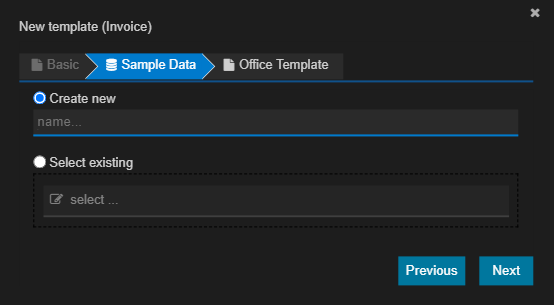 New template (Invoice)
Basic Sample Data Office Template
Create new
name...
Select existing
select ...
Previous Next